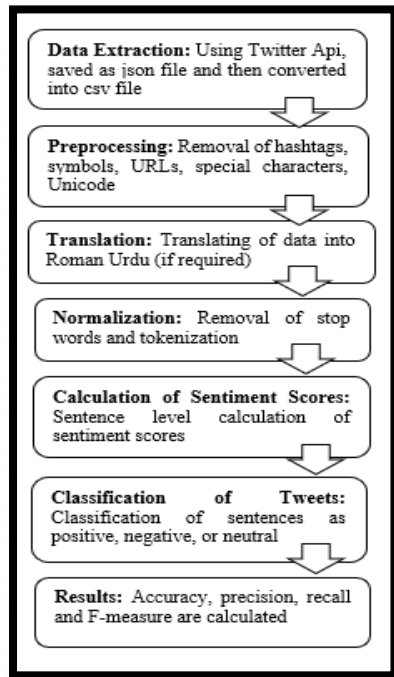 Data Extraction: Using Twitter Api,
saved as json file and then converted
into csv file
Preprocessing: Removal of hashtags,
symbols, URLs, special characters,
Unicode
Translation: Translating of data into
Roman Urdu (if required)
Normalization: Removal of stop
words and tokenization
Calculation of Sentiment Scores:
Sentence level calculation of
sentiment scores
Classification of Tweets:
Classification of sentences as
positive, negative, or neutral
Results: Accuracy, precision, recall
and F-measure are calculated